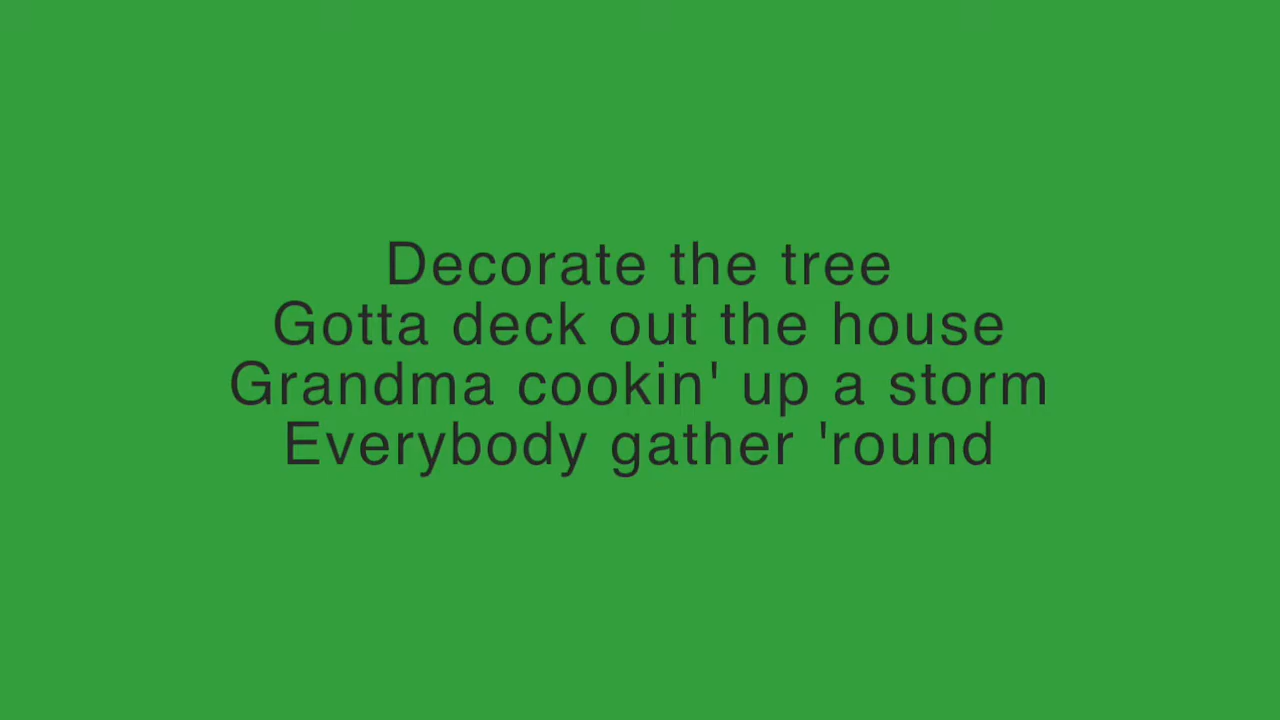 Decorate the tree
Gotta deck out the house
Grandma cookin' up a storm
Everybody gather 'round